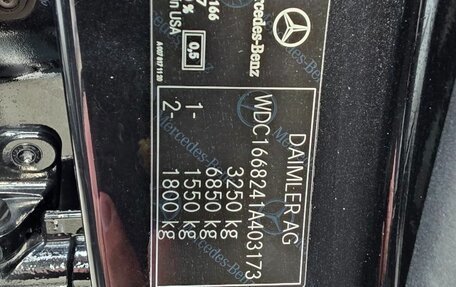 DAIMLER AG
WDC1668241A403173
3250 kg
6850 kg
1- 1550 kg
2- 1800 kg
Mercedes-Benz
166
%
in USA
0,5